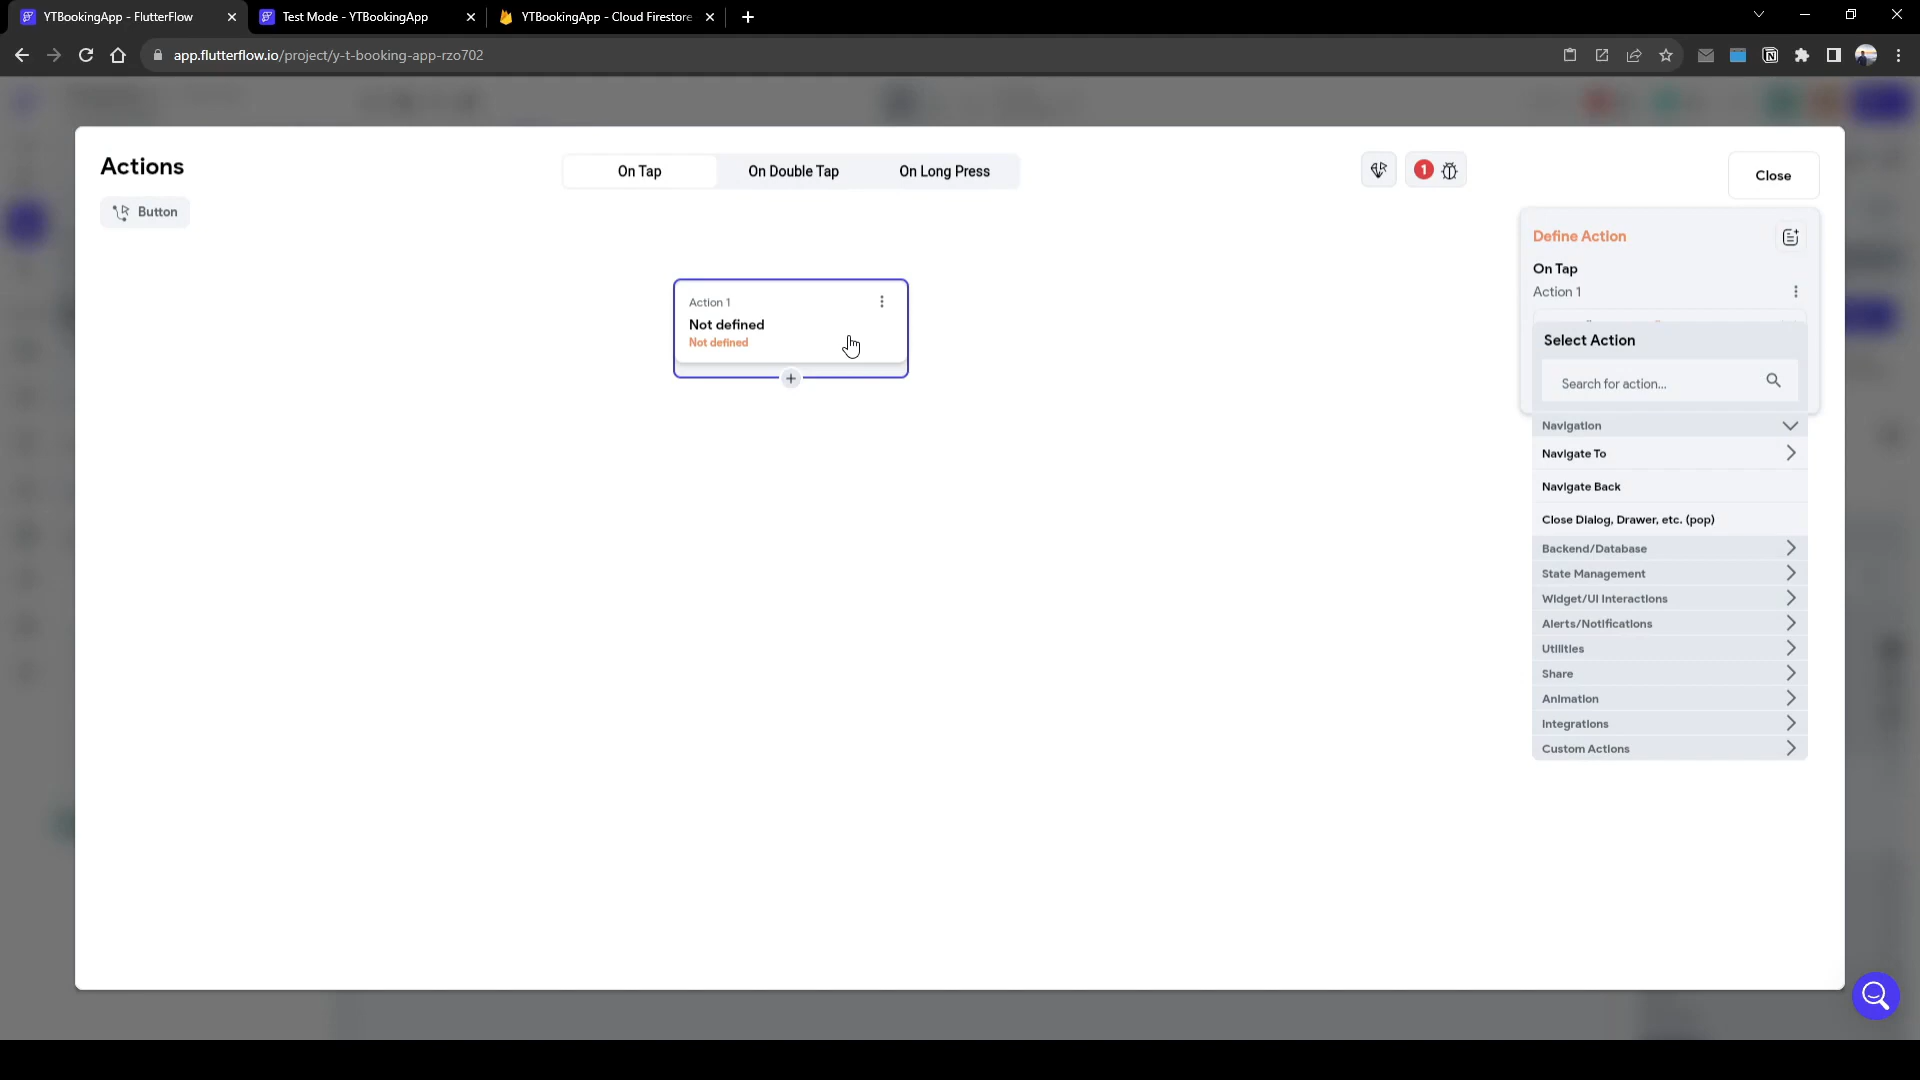 YTBookingApp - FlutterFlow
Test Mode - YTBookingApp
YTBookingApp - Cloud Firestore
app.flutterflow.io/project/y-t-booking-app-rzo702
Actions
On Tap
On Double Tap
On Long Press
1
Close
Button
Define Action
On Tap
Action 1
Action 1
Not defined
Not defined
Select Action
Search for action...
Navigation
Navigate To
Navigate Back
Close Dialog, Drawer, etc. (pop)
Backend/Database
State Management
Widget/UI Interactions
Alerts/Notifications
Utilities
Share
Animation
Integrations
Custom Actions